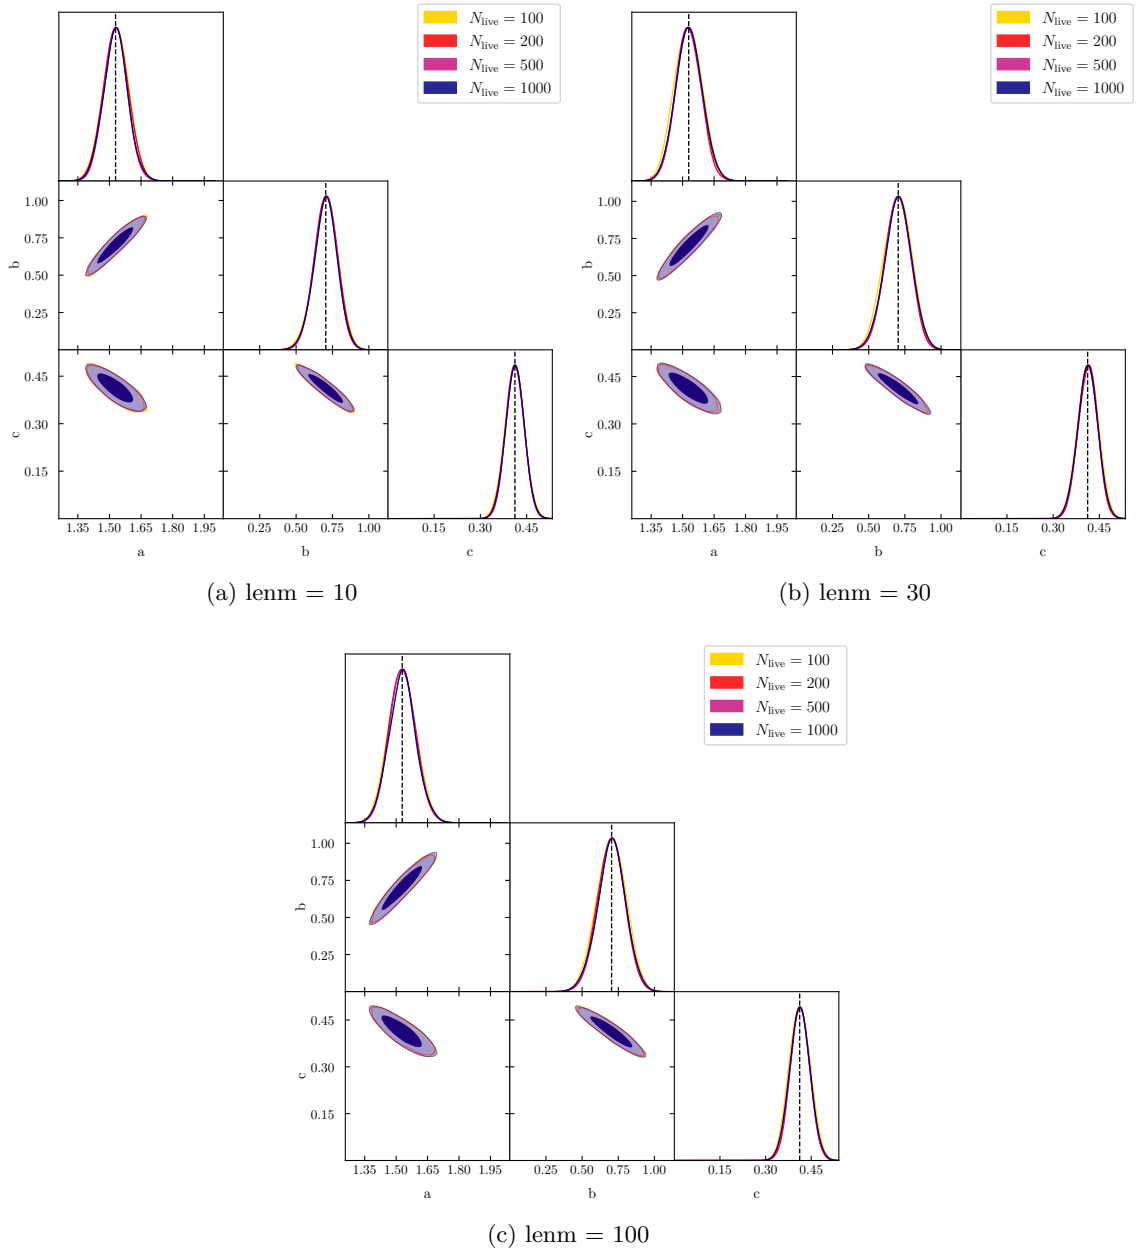 N_live = 100
N_live = 200
N_live = 500
N_live = 1000
1.00
0.75
0.50
0.25
b
0.45
0.30
0.15
c
1.35 1.50 1.65 1.80 1.95
0.25 0.50 0.75 1.00
0.15 0.30 0.45
a
b
c
(a) lenm = 10
N_live = 100
N_live = 200
N_live = 500
N_live = 1000
1.00
0.75
0.50
0.25
b
0.45
0.30
0.15
c
1.35 1.50 1.65 1.80 1.95
0.25 0.50 0.75 1.00
0.15 0.30 0.45
a
b
c
(b) lenm = 30
N_live = 100
N_live = 200
N_live = 500
N_live = 1000
1.00
0.75
0.50
0.25
b
0.45
0.30
0.15
c
1.35 1.50 1.65 1.80 1.95
0.25 0.50 0.75 1.00
0.15 0.30 0.45
a
b
c
(c) lenm = 100